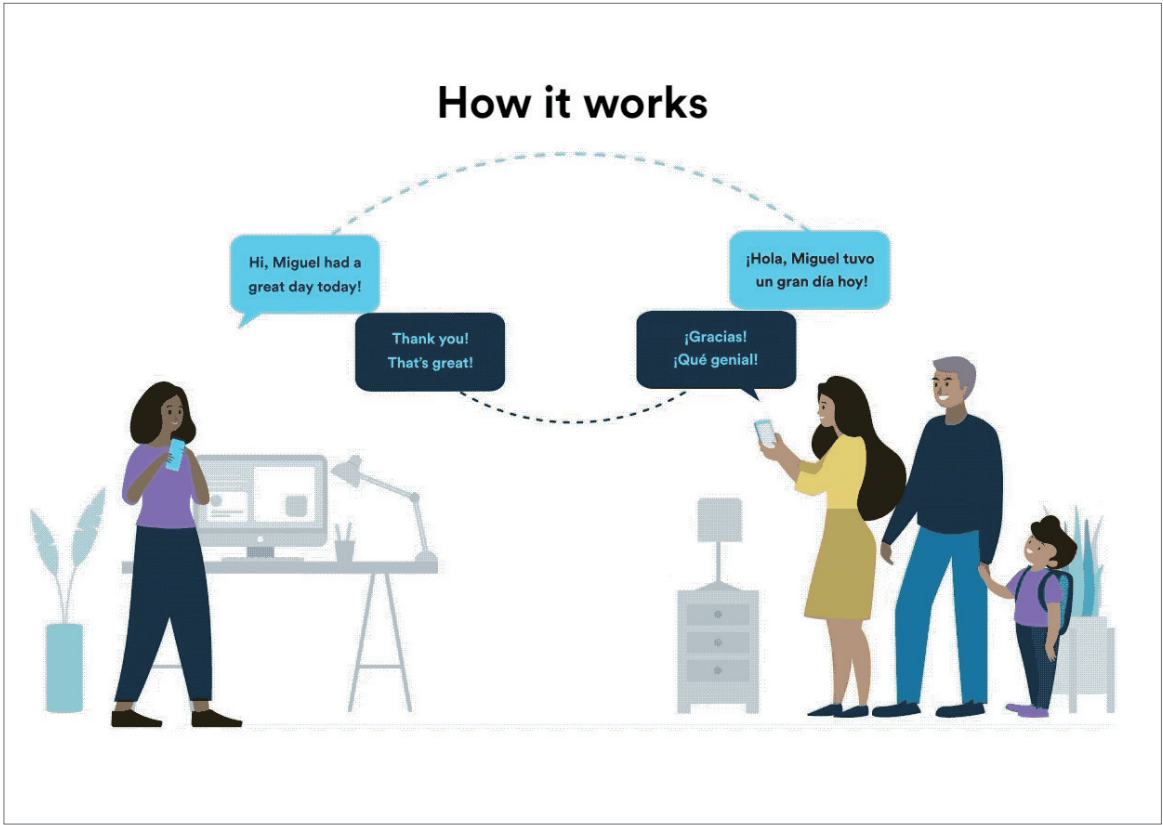 How it works
Hi, Miguel had a
great day today!
Thank you!
That's great!
¡Hola, Miguel tuvo
un gran día hoy!
¡Gracias!
¡Qué genial!